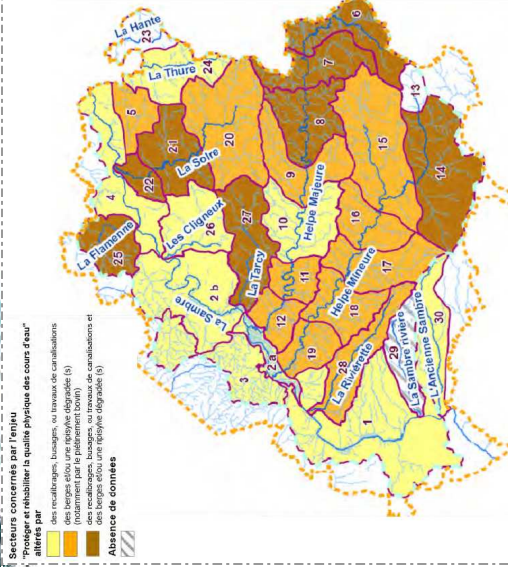 Secteurs concernés par l'enjeu
"Protéger et réhabiliter la qualité physique des cours d'eau"
altérés par
des recalibrages, busages, ou travaux de canalisations
des berges et/ou une ripisylve dégradée (s)
(notamment par le piétinement bovin)
des recalibrages, busages, ou travaux de canalisations et
des berges et/ou une ripisylve dégradée (s)
Absence de données
La Hante
23
La Thure
24
6
7
8
5
21
22
20
La Solre
4
La Flamenne
25
Les Cligneux
26
27
La Tarcy
10
9
Helpe Majeure
13
15
14
16
17
11
12
Helpe Mineure
18
19
2 b
La Sambre
2 a
3
28
La Riviérette
29
La Sambre rivière
L'Ancienne Sambre
30
1